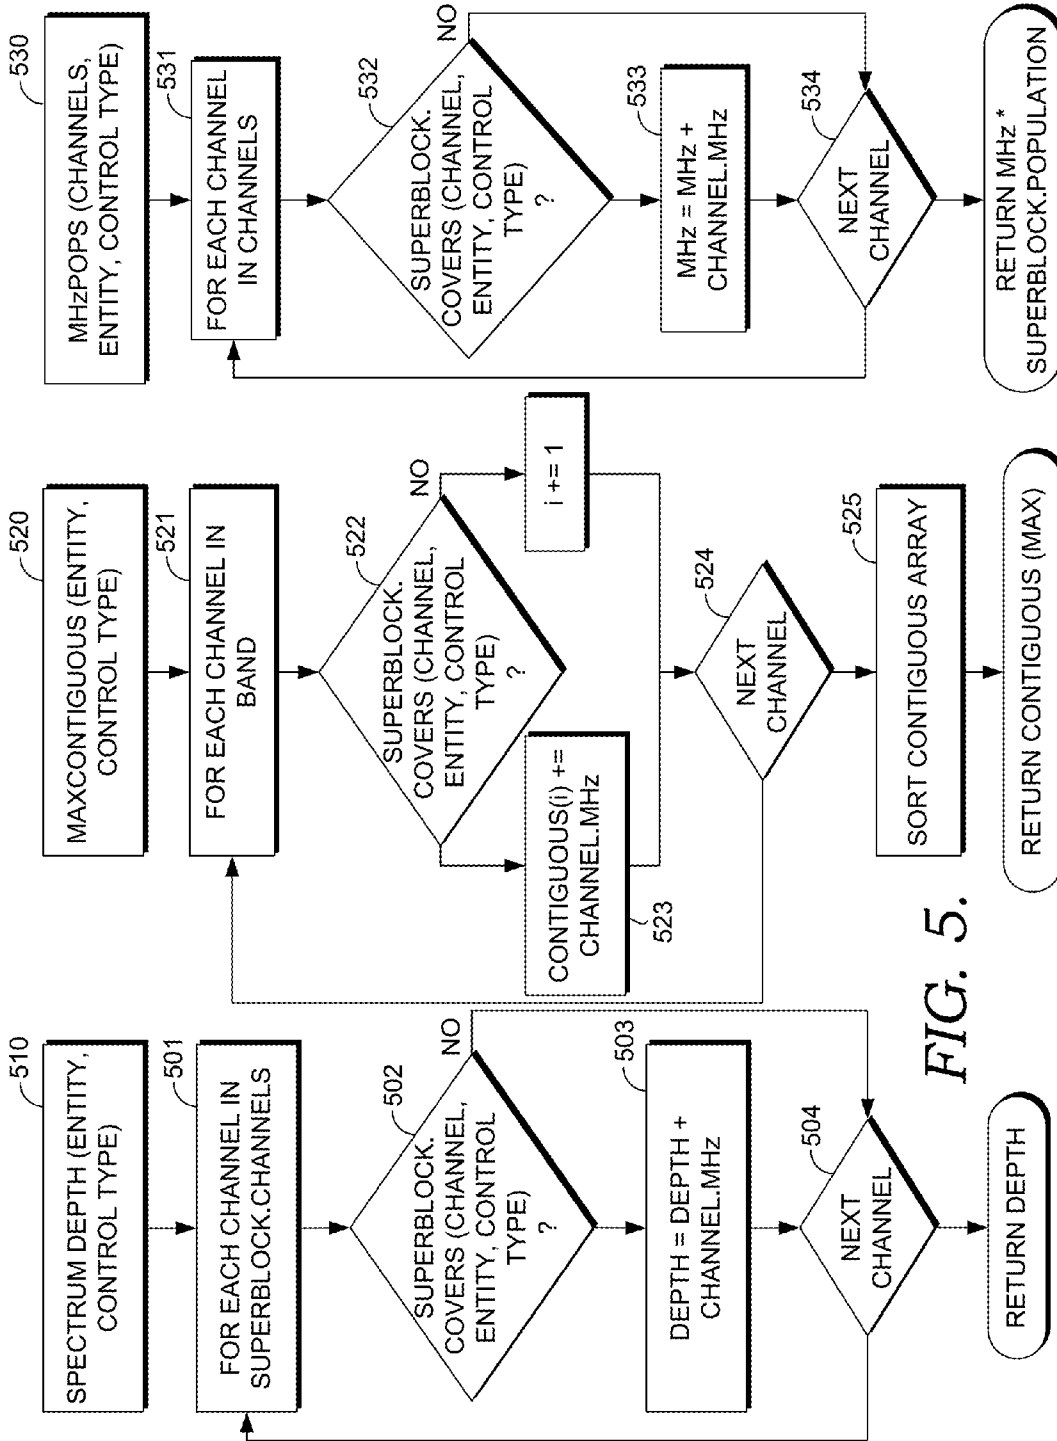 510
SPECTRUM DEPTH (ENTITY,
CONTROL TYPE)
501
FOR EACH CHANNEL IN
SUPERBLOCK.CHANNELS
502
SUPERBLOCK.
COVERS (CHANNEL,
ENTITY, CONTROL
TYPE)
?
NO
503
DEPTH = DEPTH +
CHANNEL.MHz
504
NEXT
CHANNEL
RETURN DEPTH
520
MAXCONTIGUOUS (ENTITY,
CONTROL TYPE)
521
FOR EACH CHANNEL IN
BAND
522
SUPERBLOCK.
COVERS (CHANNEL,
ENTITY, CONTROL
TYPE)
?
NO
CONTIGUOUS(i) +=
CHANNEL.MHz
523
i += 1
524
NEXT
CHANNEL
525
SORT CONTIGUOUS ARRAY
RETURN CONTIGUOUS (MAX)
530
MHzPOPS (CHANNELS,
ENTITY, CONTROL TYPE)
531
FOR EACH CHANNEL
IN CHANNELS
532
SUPERBLOCK.
COVERS (CHANNEL,
ENTITY, CONTROL
TYPE)
?
NO
533
MHz = MHz +
CHANNEL.MHz
534
NEXT
CHANNEL
RETURN MHz *
SUPERBLOCK.POPULATION
FIG. 5.